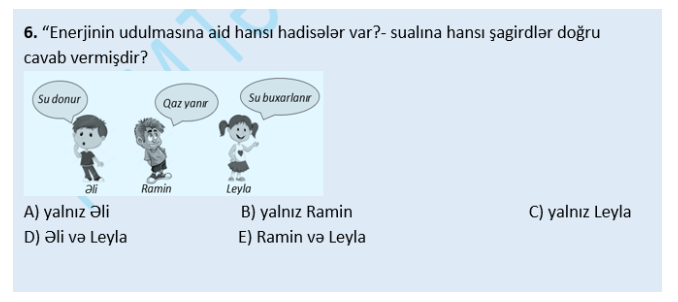 6. “Enerjinin udulmasına aid hansı hadisələr var?- sualına hansı şagirdlər doğru
cavab vermişdir?
Su donur
Qaz yanır
Su buxarlanır
Əli
Ramin
Leyla
A) yalnız Əli
B) yalnız Ramin
C) yalnız Leyla
D) Əli və Leyla
E) Ramin və Leyla